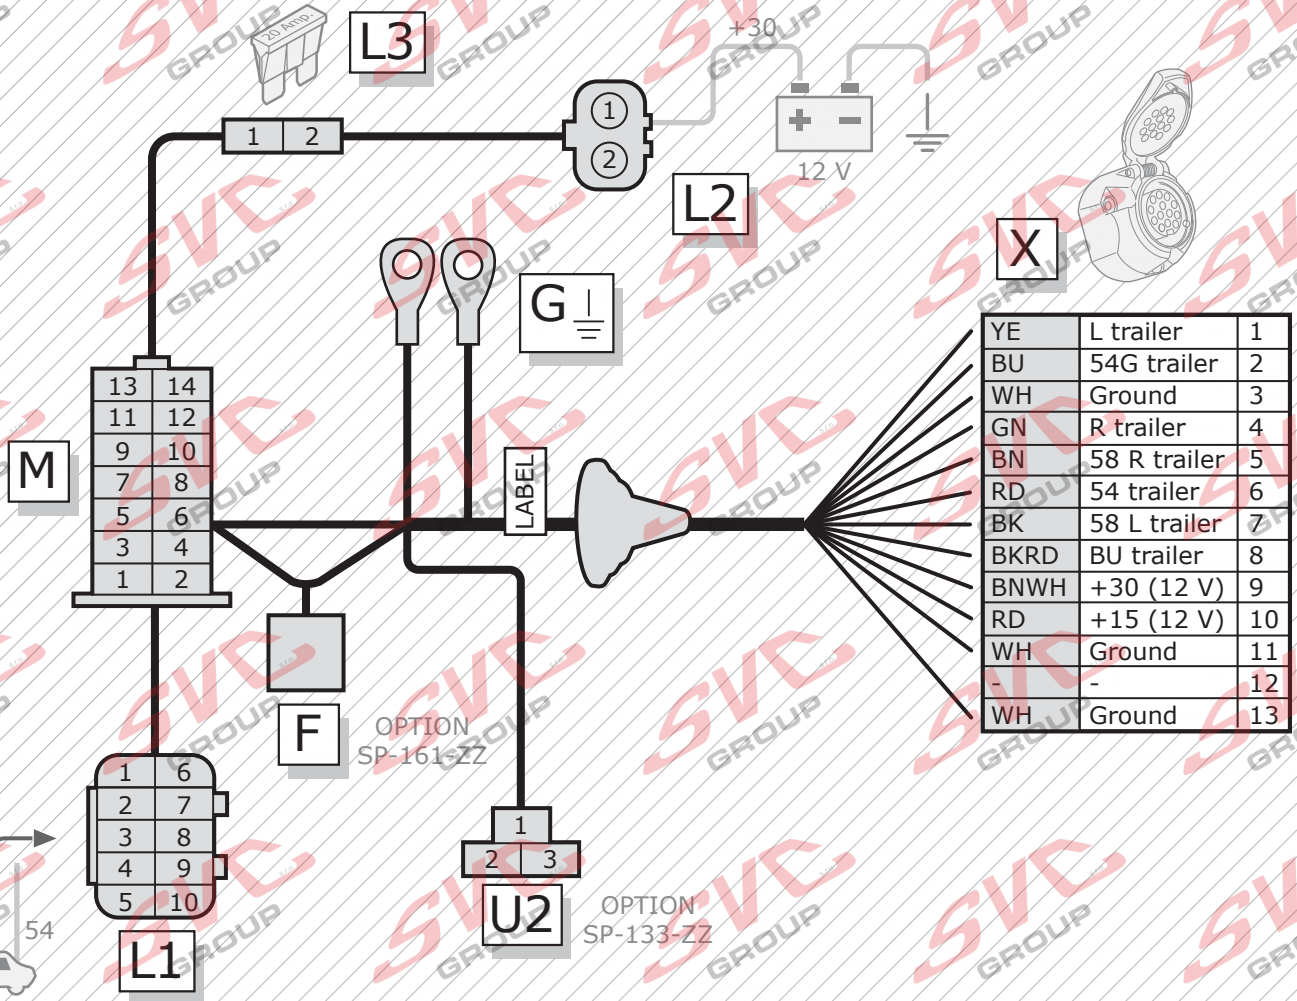 20 Amp.
L3
+30
1 2
1
2
12 V
L2
X
G
M
13 14
11 12
9 10
7 8
5 6
3 4
1 2
LABEL
YE L trailer 1
BU 54G trailer 2
WH Ground 3
GN R trailer 4
BN 58 R trailer 5
RD 54 trailer 6
BK 58 L trailer 7
BKRD BU trailer 8
BNWH +30 (12 V) 9
RD +15 (12 V) 10
WH Ground 11
- - 12
WH Ground 13
F
OPTION
SP-161-ZZ
1 6
2 7
3 8
4 9
5 10
L1
54
1
2 3
U2
OPTION
SP-133-ZZ
SVC s.r.o.
GROUP